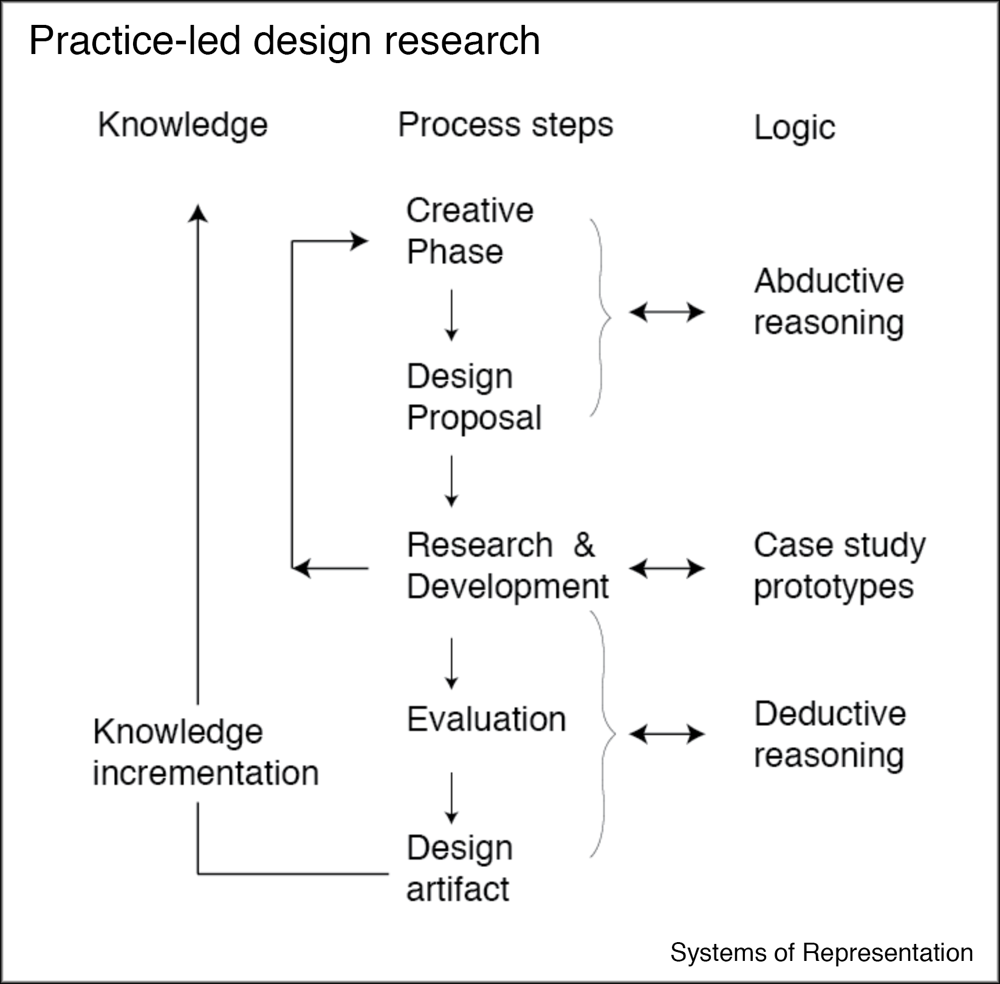 Practice-led design research
Knowledge
Process steps
Logic
Creative
Phase
Abductive
reasoning
Design
Proposal
Research &
Development
Case study
prototypes
Knowledge
incrementation
Evaluation
Deductive
reasoning
Design
artifact
Systems of Representation